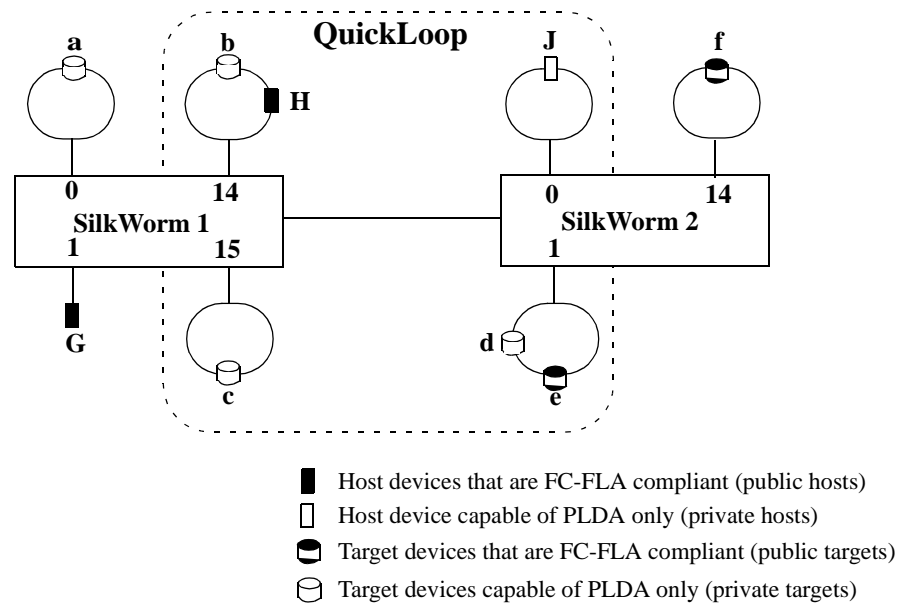 QuickLoop
a
b
J
f
H
0
14
0
14
SilkWorm 1
SilkWorm 2
1
15
1
G
d
c
e
Host devices that are FC-FLA compliant (public hosts)
Host device capable of PLDA only (private hosts)
Target devices that are FC-FLA compliant (public targets)
Target devices capable of PLDA only (private targets)